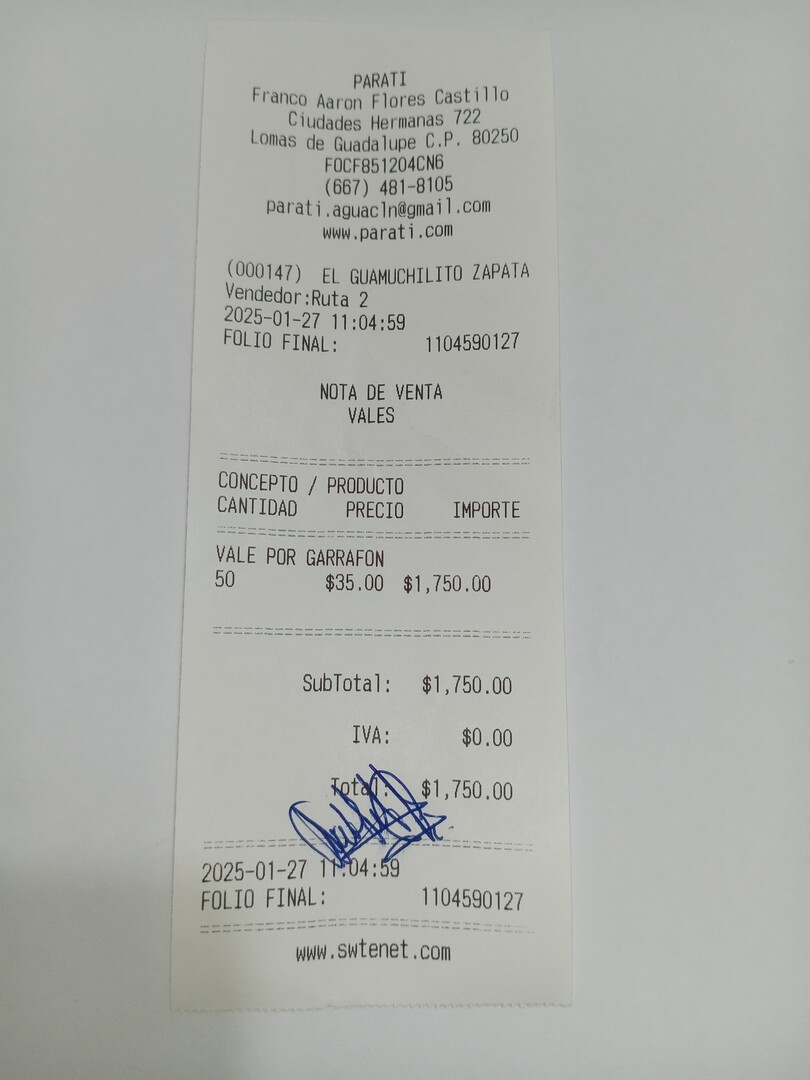 PARATI
Franco Aaron Flores Castillo
Ciudades Hermanas 722
Lomas de Guadalupe C.P. 80250
FOCF851204CN6
(667) 481-8105
parati.aguacln@gmail.com
www.parati.com
(000147) EL GUAMUCHILITO ZAPATA
Vendedor:Ruta 2
2025-01-27 11:04:59
FOLIO FINAL: 1104590127
NOTA DE VENTA
VALES
CONCEPTO / PRODUCTO
CANTIDAD PRECIO IMPORTE
VALE POR GARRAFON
50 $35.00 $1,750.00
SubTotal: $1,750.00
IVA: $0.00
Total: $1,750.00
2025-01-27 11:04:59
FOLIO FINAL: 1104590127
www.swtenet.com